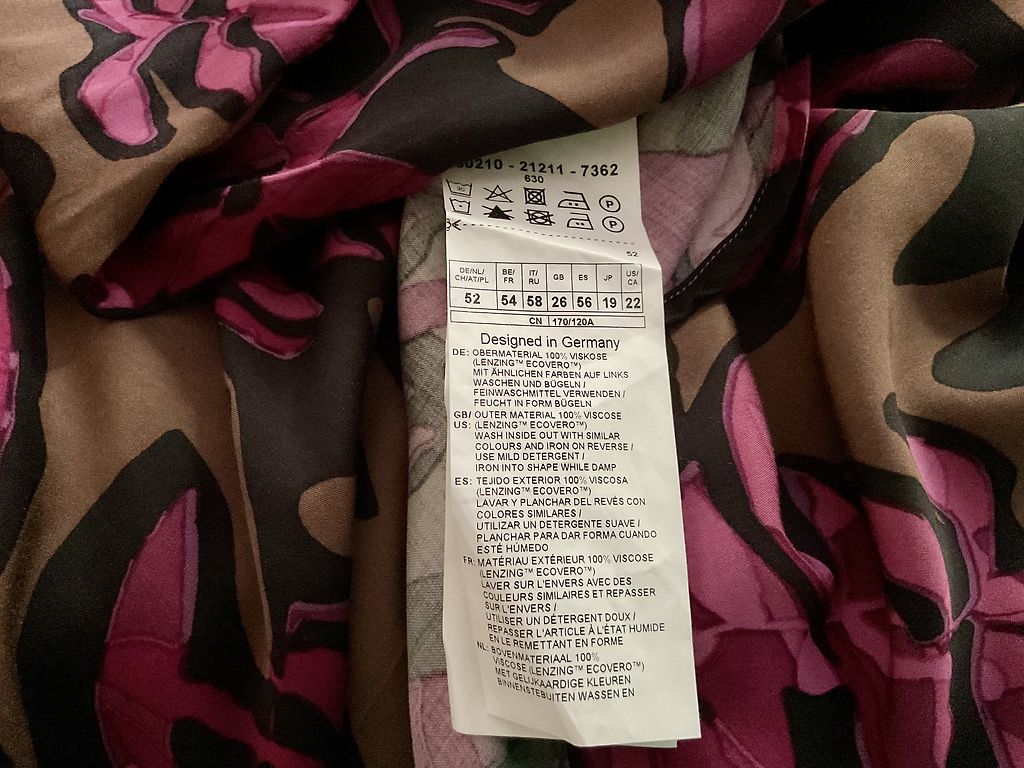 0210 - 21211 - 7362
630
P
P
52
DE/NL/ CH/AT/PL BE/ FR IT/ RU GB ES JP US/ CA
52 54 58 26 56 19 22
CN 170/120A
Designed in Germany
DE: OBERMATERIAL 100% VISKOSE
(LENZING™ ECOVERO™)
MIT ÄHNLICHEN FARBEN AUF LINKS
WASCHEN UND BÜGELN /
FEINWASCHMITTEL VERWENDEN /
FEUCHT IN FORM BÜGELN
GB/ OUTER MATERIAL 100% VISCOSE
US: (LENZING™ ECOVERO™)
WASH INSIDE OUT WITH SIMILAR
COLOURS AND IRON ON REVERSE /
USE MILD DETERGENT /
IRON INTO SHAPE WHILE DAMP
ES: TEJIDO EXTERIOR 100% VISCOSA
(LENZING™ ECOVERO™)
LAVAR Y PLANCHAR DEL REVÉS CON
COLORES SIMILARES /
UTILIZAR UN DETERGENTE SUAVE /
PLANCHAR PARA DAR FORMA CUANDO
ESTÉ HÚMEDO
FR: MATÉRIAU EXTÉRIEUR 100% VISCOSE
(LENZING™ ECOVERO™)
LAVER SUR L'ENVERS AVEC DES
COULEURS SIMILAIRES ET REPASSER
SUR L'ENVERS /
UTILISER UN DÉTERGENT DOUX /
REPASSER L'ARTICLE À L'ÉTAT HUMIDE
EN LE REMETTANT EN FORME
NL: BOVENMATERIAAL 100%
VISCOSE (LENZING™ ECOVERO™)
MET GELIJKAARDIGE KLEUREN
BINNENSTEBUITEN WASSEN EN